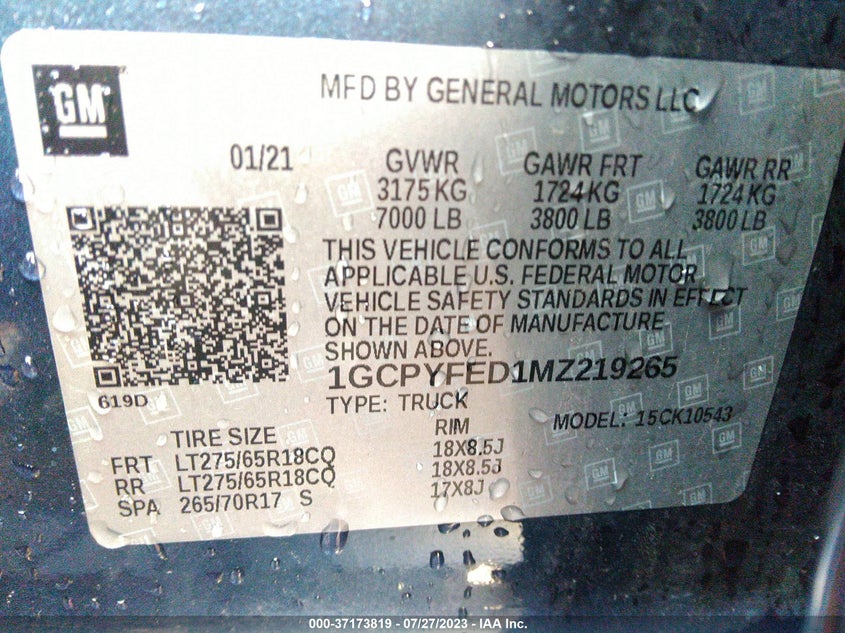 GM
MFD BY GENERAL MOTORS LLC
01/21
GVWR GAWR FRT GAWR RR
3175 KG 1724 KG 1724 KG
7000 LB 3800 LB 3800 LB
THIS VEHICLE CONFORMS TO ALL
APPLICABLE U.S. FEDERAL MOTOR
VEHICLE SAFETY STANDARDS IN EFFECT
ON THE DATE OF MANUFACTURE
SHOWN ABOVE.
1GCPYFED1MZ219265
619D
TYPE: TRUCK
MODEL: 15CK10543
TIRE SIZE RIM
FRT LT275/65R18CQ 18X8.5J
RR LT275/65R18CQ 18X8.5J
SPA 265/70R17 S 17X8J
000-37173819 - 07/27/2023 - IAA Inc.